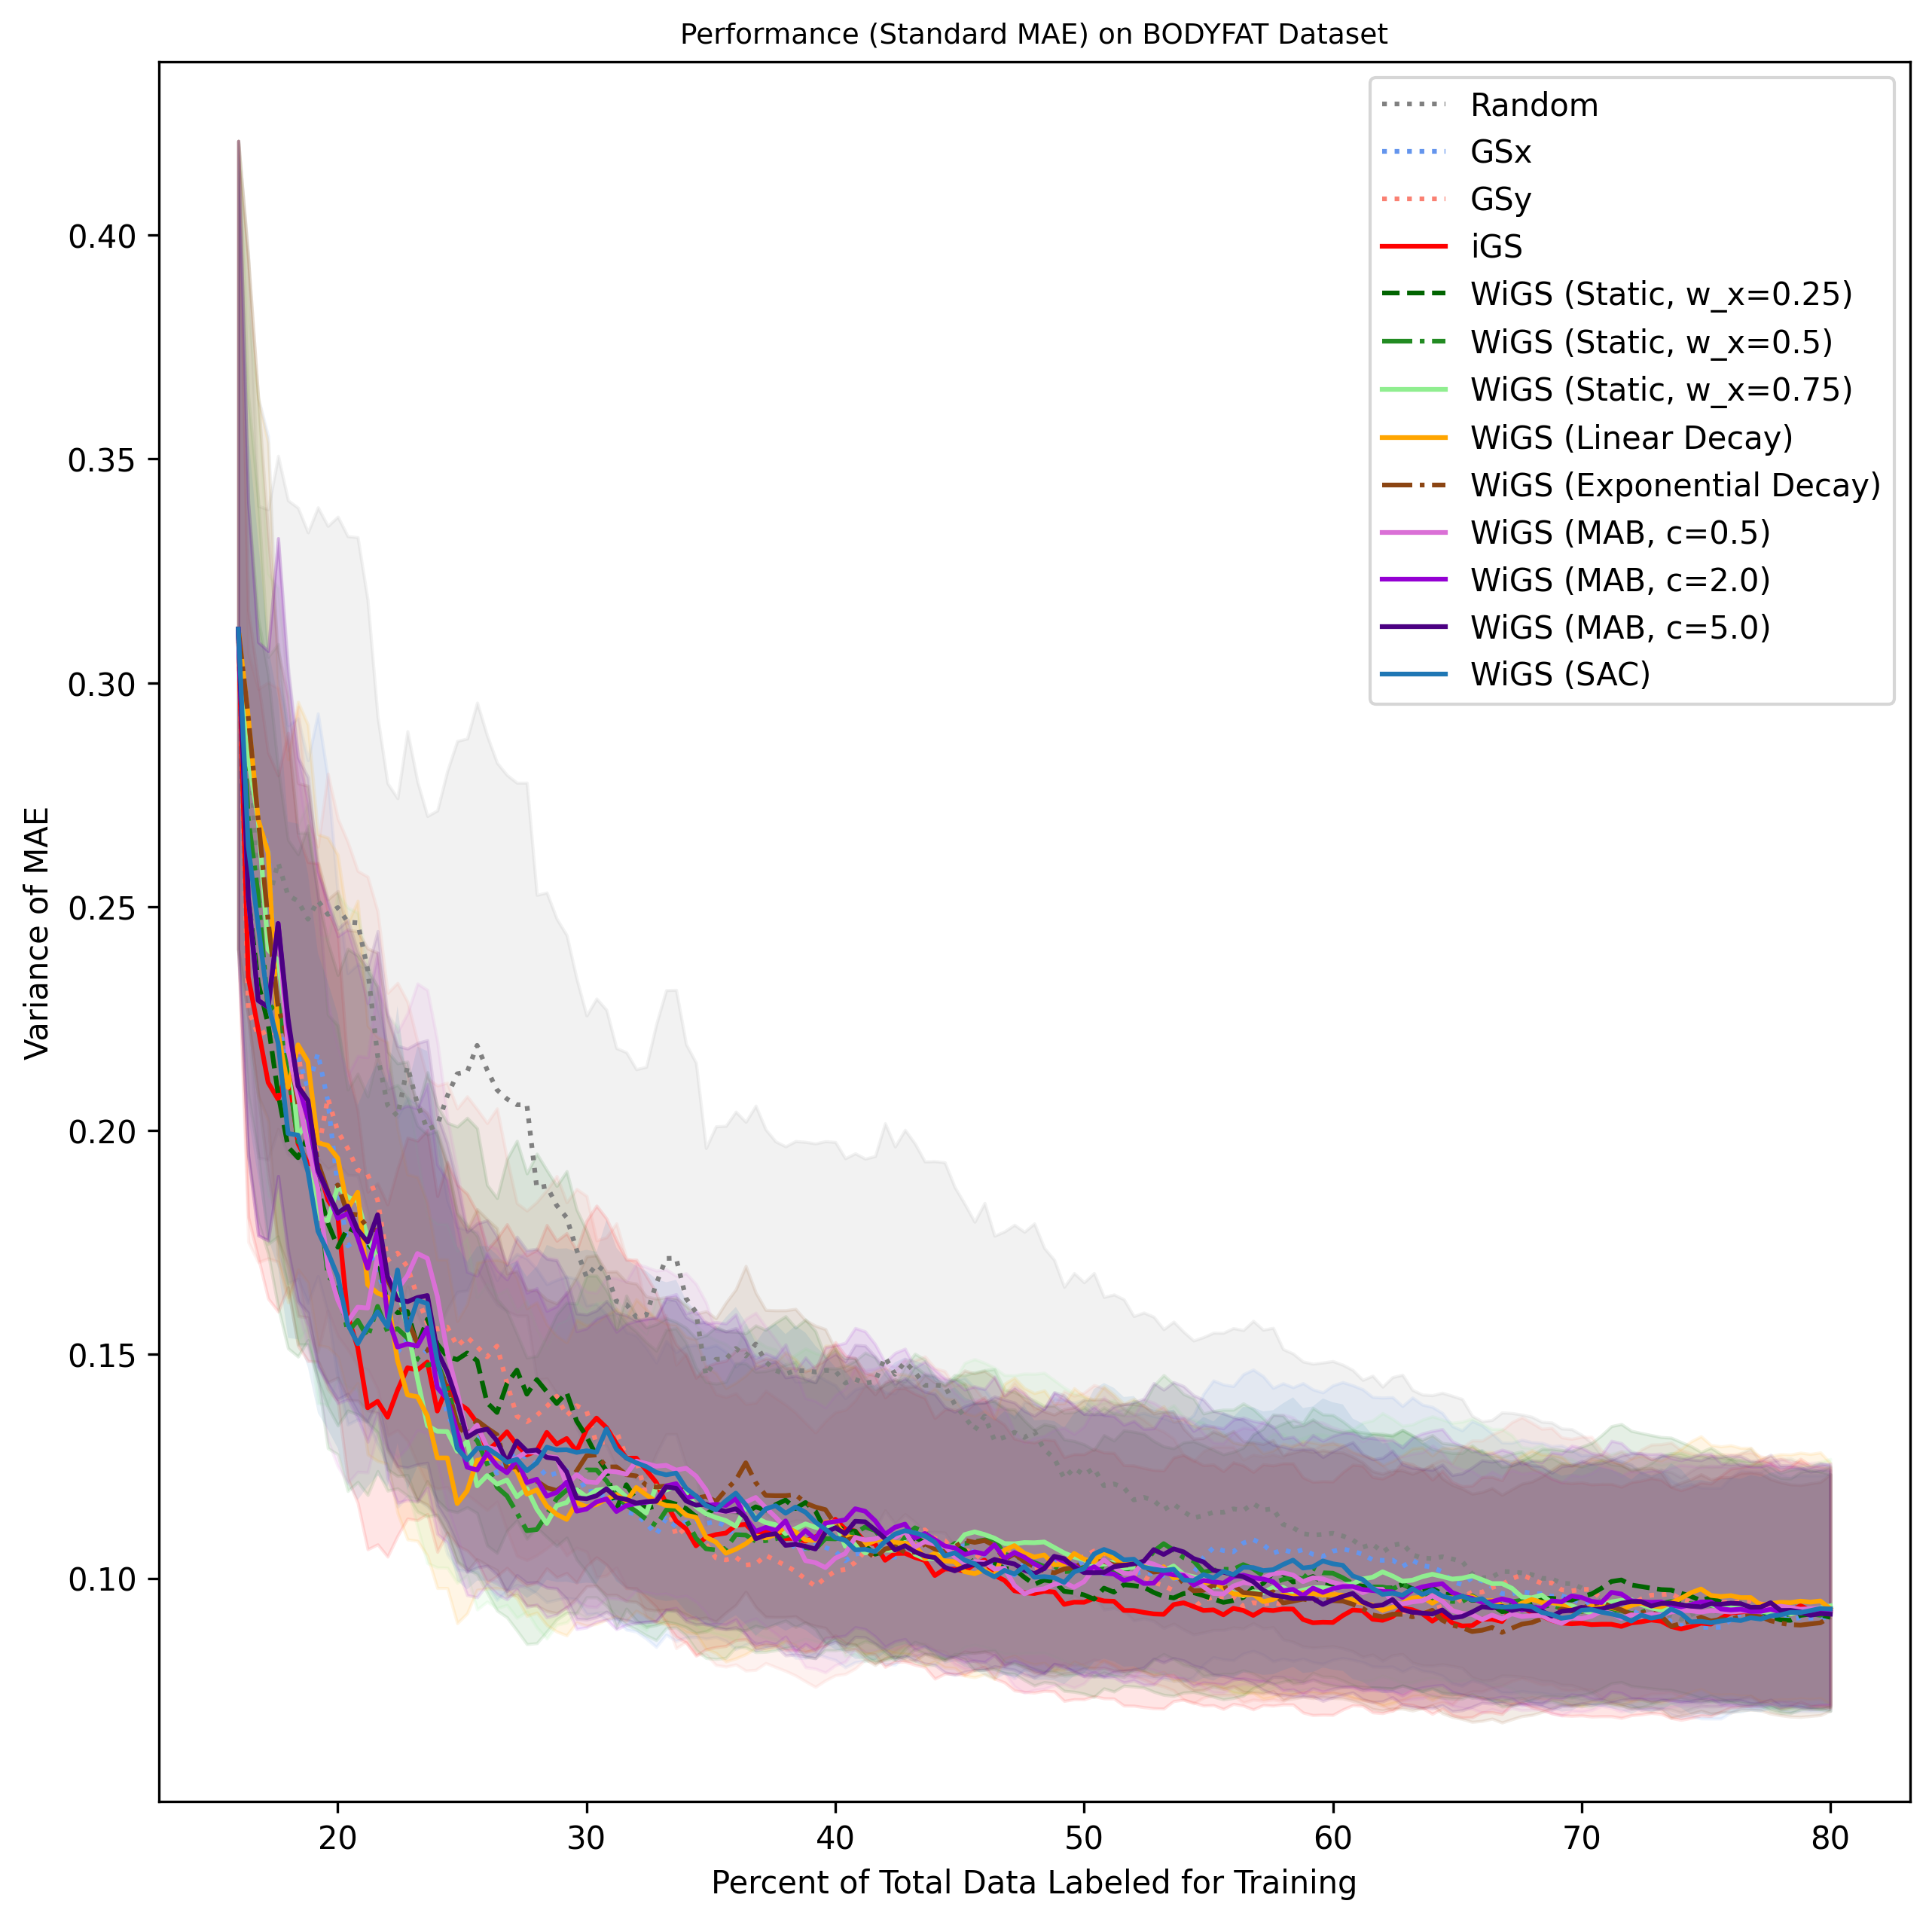 Performance (Standard MAE) on BODYFAT Dataset
Random
GSx
GSy
iGS
WiGS (Static, w_x=0.25)
WiGS (Static, w_x=0.5)
WiGS (Static, w_x=0.75)
WiGS (Linear Decay)
WiGS (Exponential Decay)
WiGS (MAB, c=0.5)
WiGS (MAB, c=2.0)
WiGS (MAB, c=5.0)
WiGS (SAC)
Variance of MAE
0.40
0.35
0.30
0.25
0.20
0.15
0.10
20 30 40 50 60 70 80
Percent of Total Data Labeled for Training